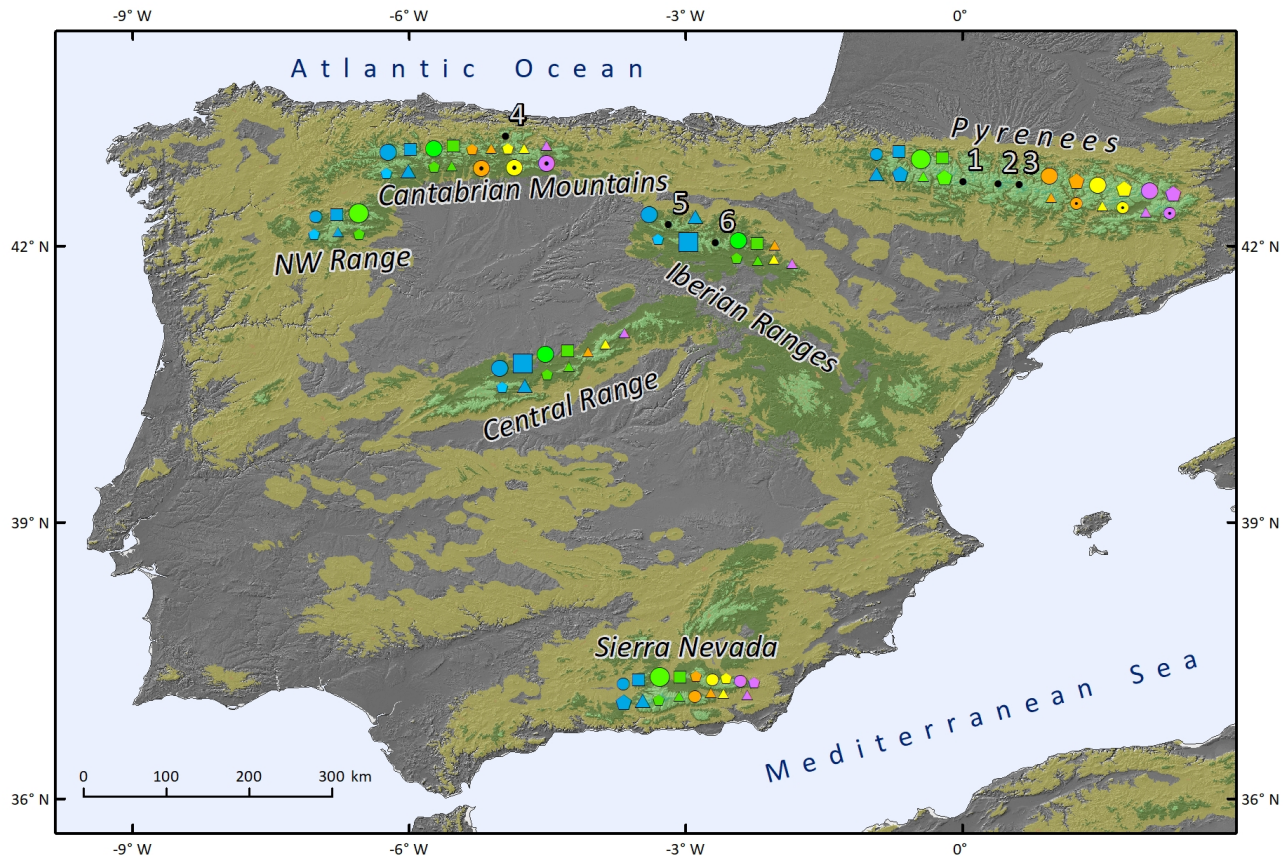 -9° W -6° W -3° W 0°
Atlantic Ocean
4
Pyrenees
1 2 3
Cantabrian Mountains
5
6
42° N 42° N
NW Range
Iberian Ranges
Central Range
39° N 39° N
Sierra Nevada
Mediterranean Sea
0 100 200 300 km
36° N 36° N
-9° W -6° W -3° W 0°